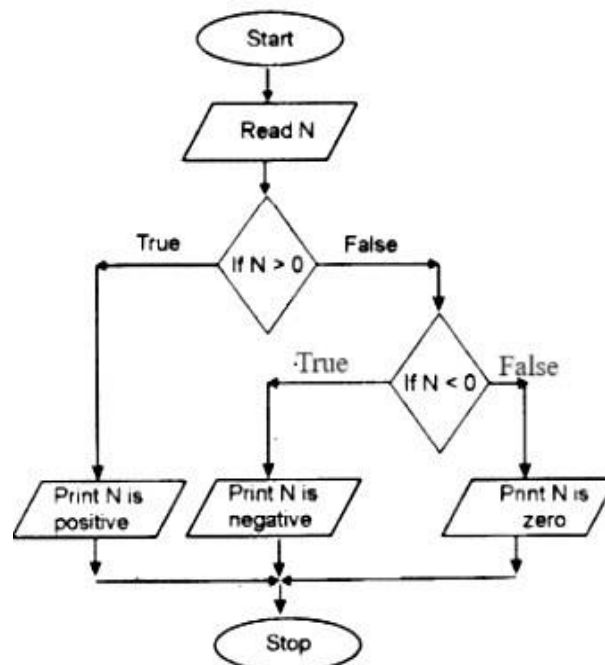 Start
Read N
True
False
If N > 0
·True
False
If N < 0
Print N is
positive
Print N is
negative
Print N is
zero
Stop